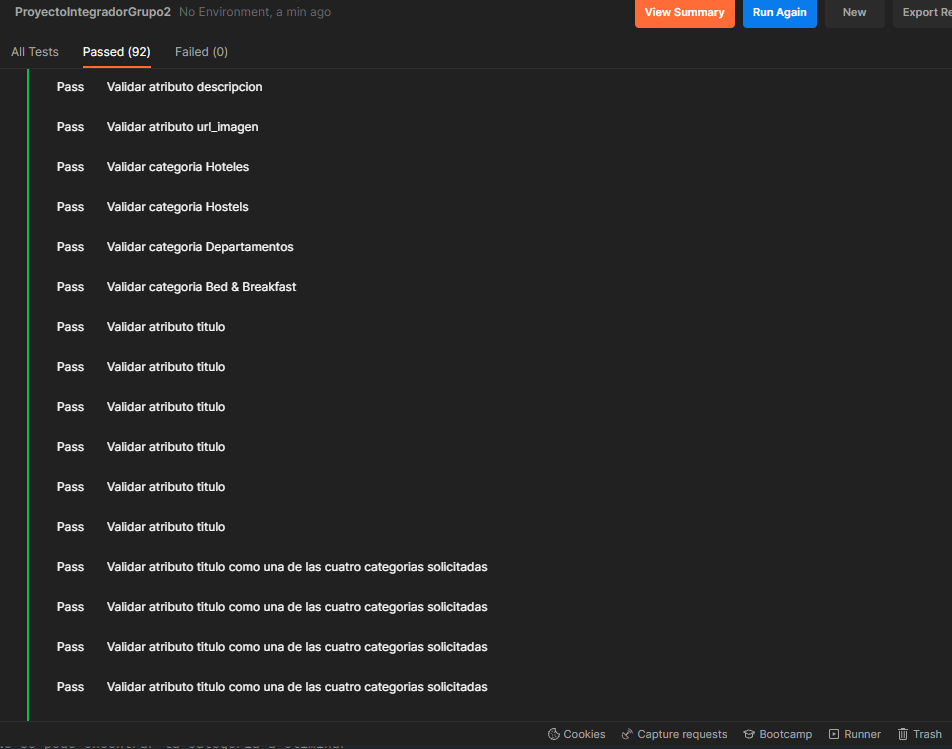 ProyectoIntegradorGrupo2 No Environment, a min ago View Summary Run Again New Export Re
All Tests Passed (92) Failed (0)
Pass Validar atributo descripcion
Pass Validar atributo url_imagen
Pass Validar categoria Hoteles
Pass Validar categoria Hostels
Pass Validar categoria Departamentos
Pass Validar categoria Bed & Breakfast
Pass Validar atributo titulo
Pass Validar atributo titulo
Pass Validar atributo titulo
Pass Validar atributo titulo
Pass Validar atributo titulo
Pass Validar atributo titulo
Pass Validar atributo titulo como una de las cuatro categorias solicitadas
Pass Validar atributo titulo como una de las cuatro categorias solicitadas
Pass Validar atributo titulo como una de las cuatro categorias solicitadas
Pass Validar atributo titulo como una de las cuatro categorias solicitadas
Cookies Capture requests Bootcamp Runner Trash